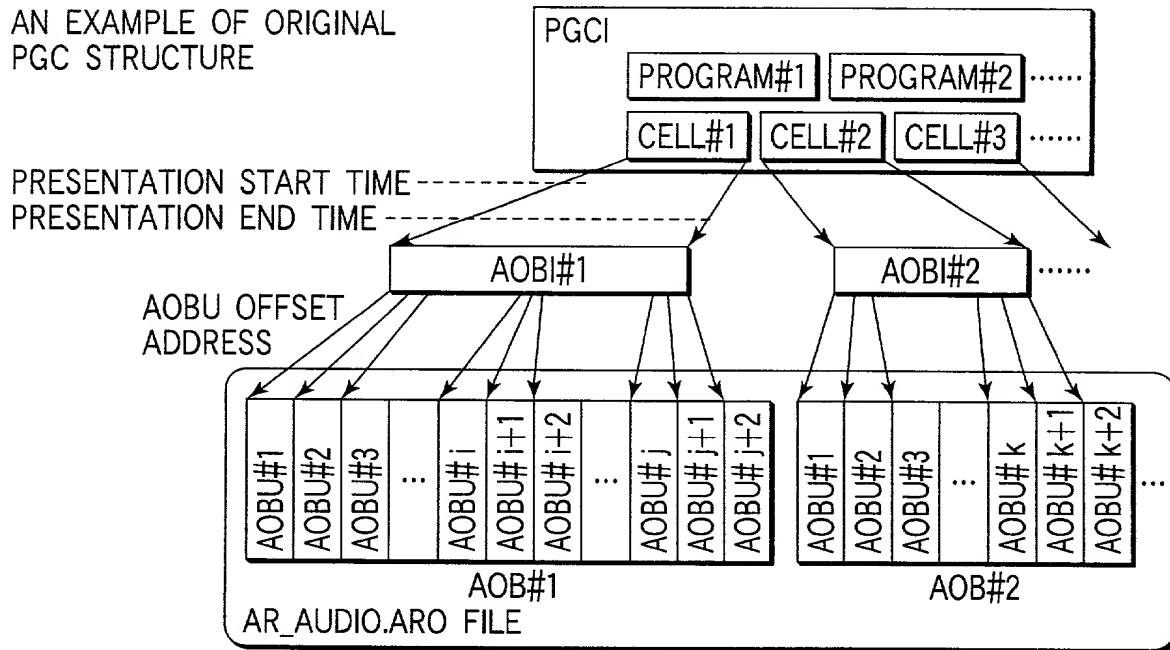 AN EXAMPLE OF ORIGINAL
PGC STRUCTURE
PGCI
PROGRAM#1 PROGRAM#2 ......
CELL#1 CELL#2 CELL#3 ......
PRESENTATION START TIME
PRESENTATION END TIME
AOBI#1 AOBI#2 ......
AOBU OFFSET
ADDRESS
AOBU#1 AOBU#2 AOBU#3 ... AOBU#i AOBU#i+1 AOBU#i+2 ... AOBU#j AOBU#j+1 AOBU#j+2 AOBU#1 AOBU#2 AOBU#3 ... AOBU#k AOBU#k+1 AOBU#k+2 ...
AOB#1 AOB#2
AR_AUDIO.ARO FILE